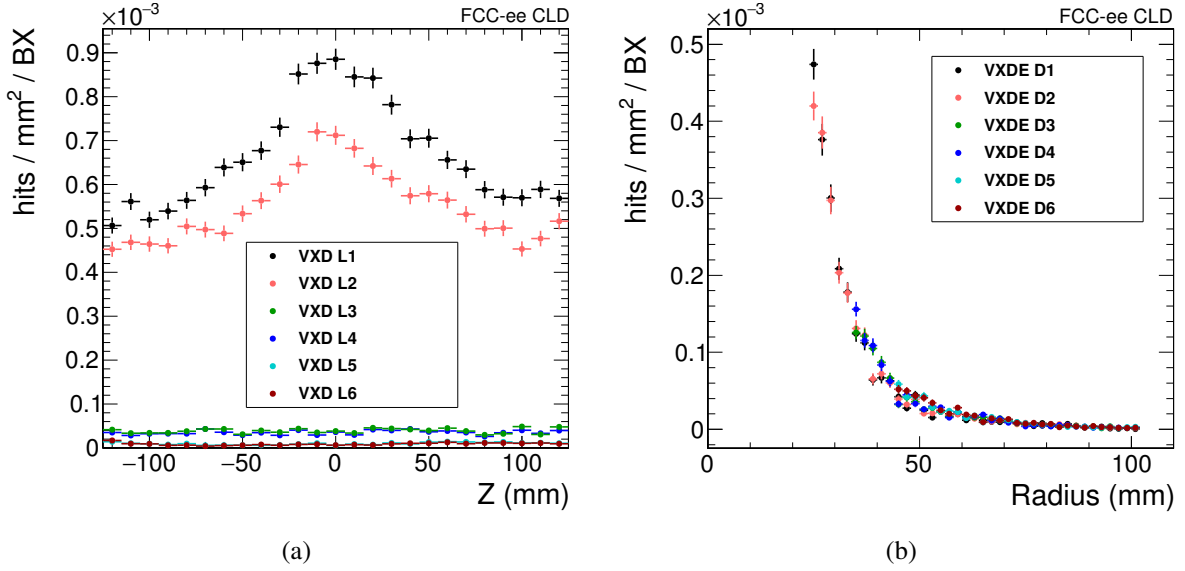 ×10⁻³
FCC-ee CLD
hits / mm² / BX
0.9
0.8
0.7
0.6
0.5
0.4
0.3
0.2
0.1
0
VXD L1
VXD L2
VXD L3
VXD L4
VXD L5
VXD L6
−100 −50 0 50 100
Z (mm)
(a)
×10⁻³
FCC-ee CLD
hits / mm² / BX
0.5
0.4
0.3
0.2
0.1
0
VXDE D1
VXDE D2
VXDE D3
VXDE D4
VXDE D5
VXDE D6
0 50 100
Radius (mm)
(b)